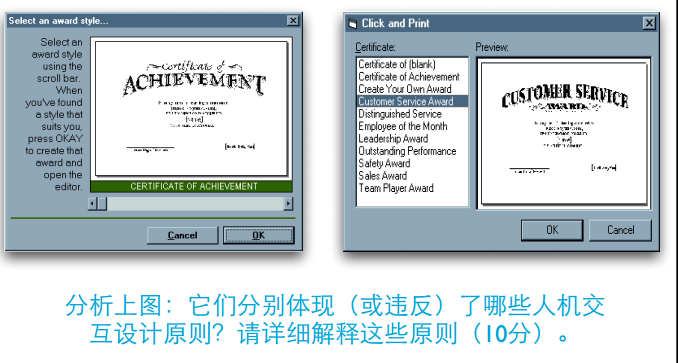 Select an award style...
Select an
award style
using the
scroll bar.
When
you've found
a style that
suits you,
press OKAY
to create that
award and
open the
editor.
Certificate of
ACHIEVEMENT
CERTIFICATE OF ACHIEVEMENT
Cancel
OK
Click and Print
Certificate:
Preview:
Certificate of (blank)
Certificate of Achievement
Create Your Own Award
Customer Service Award
Distinguished Service
Employee of the Month
Leadership Award
Outstanding Performance
Safety Award
Sales Award
Team Player Award
CUSTOMER SERVICE
AWARD
OK
Cancel
分析上图：它们分别体现（或违反）了哪些人机交
互设计原则？请详细解释这些原则（10分）。